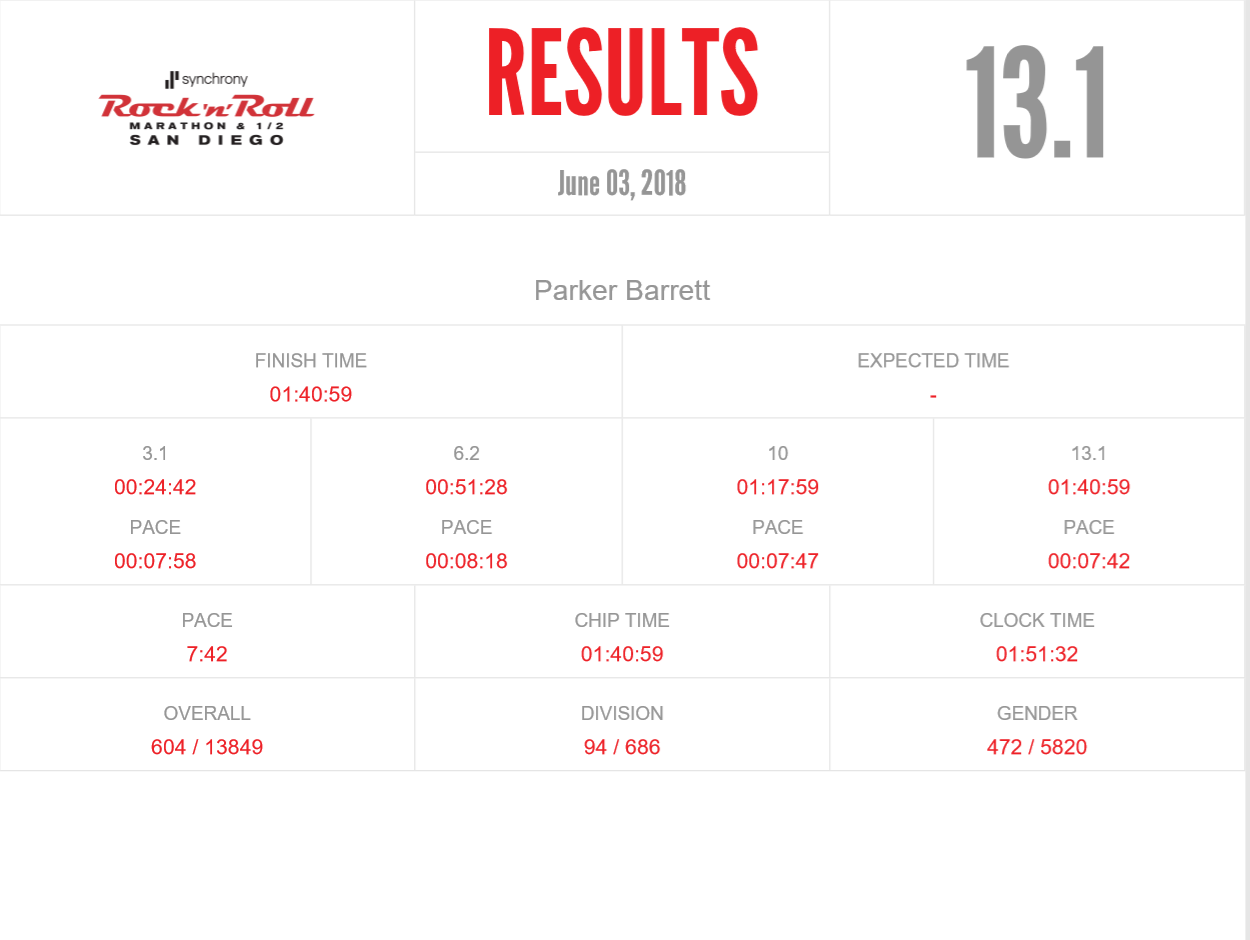 synchrony
Rock 'n' Roll
MARATHON & 1/2
SAN DIEGO
RESULTS
June 03, 2018
13.1
Parker Barrett
FINISH TIME
01:40:59
EXPECTED TIME
-
3.1
00:24:42
PACE
00:07:58
6.2
00:51:28
PACE
00:08:18
10
01:17:59
PACE
00:07:47
13.1
01:40:59
PACE
00:07:42
PACE
7:42
CHIP TIME
01:40:59
CLOCK TIME
01:51:32
OVERALL
604 / 13849
DIVISION
94 / 686
GENDER
472 / 5820